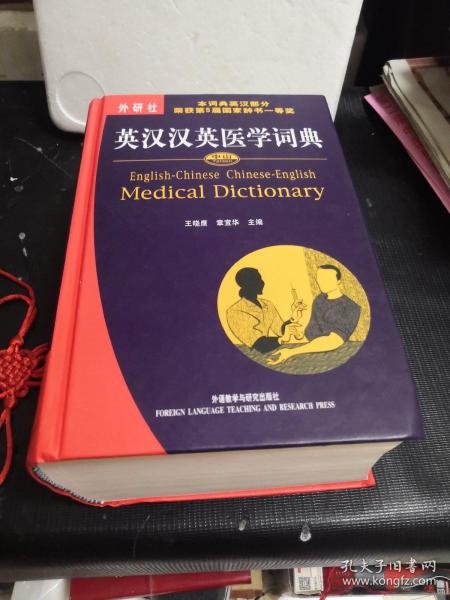 外研社
本词典英汉部分
荣获第5届国家辞书一等奖
英汉汉英医学词典
English-Chinese Chinese-English
Medical Dictionary
王晓鹰 章宜华 主编
外语教学与研究出版社
FOREIGN LANGUAGE TEACHING AND RESEARCH PRESS
孔夫子旧书网
www.kongfz.com